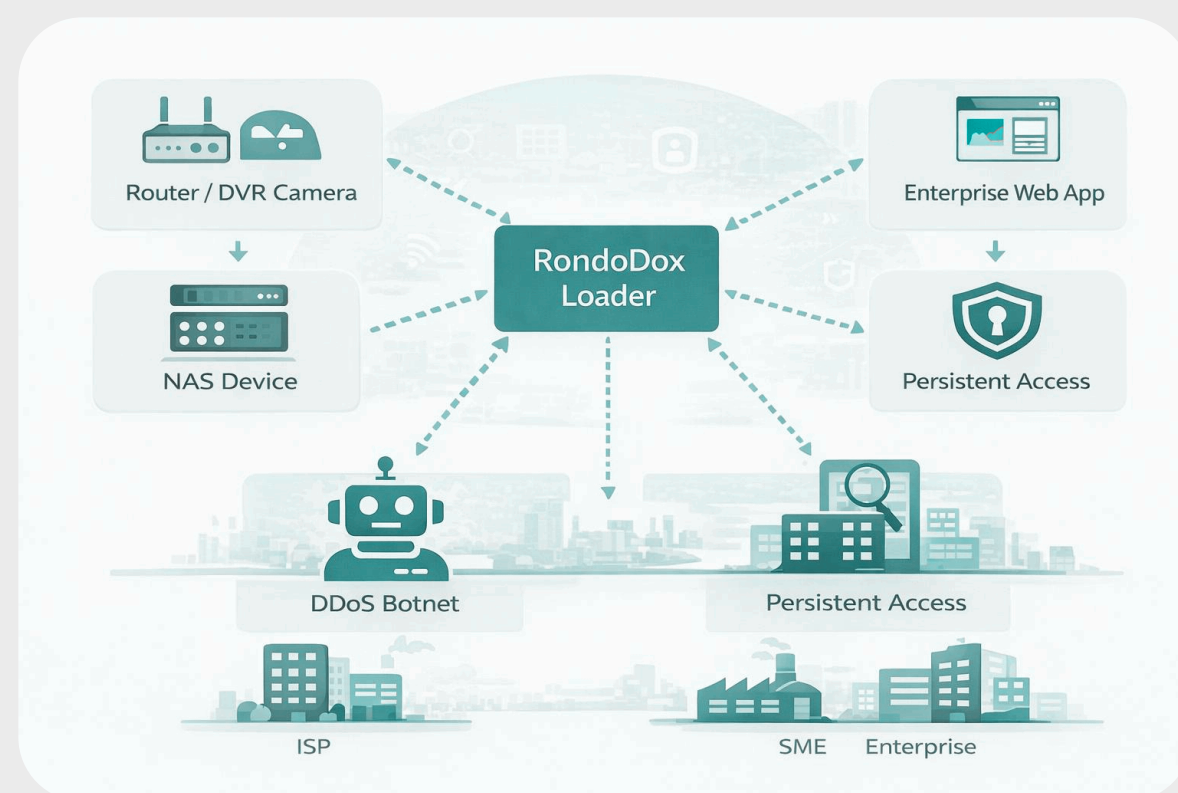 Router / DVR Camera
Enterprise Web App
RondoDox
Loader
NAS Device
Persistent Access
DDoS Botnet
Persistent Access
ISP
SME
Enterprise